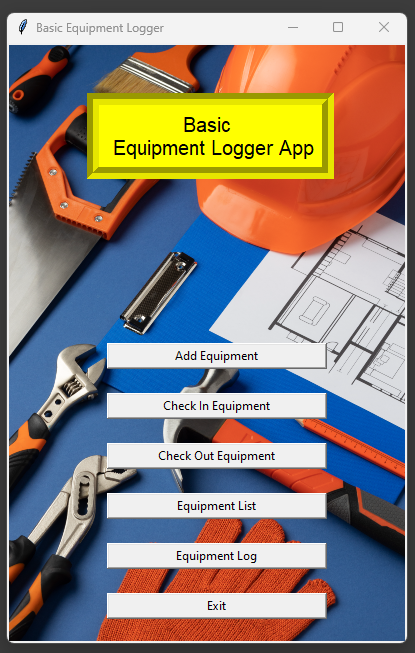 Basic Equipment Logger
Basic
Equipment Logger App
Add Equipment
Check In Equipment
Check Out Equipment
Equipment List
Equipment Log
Exit